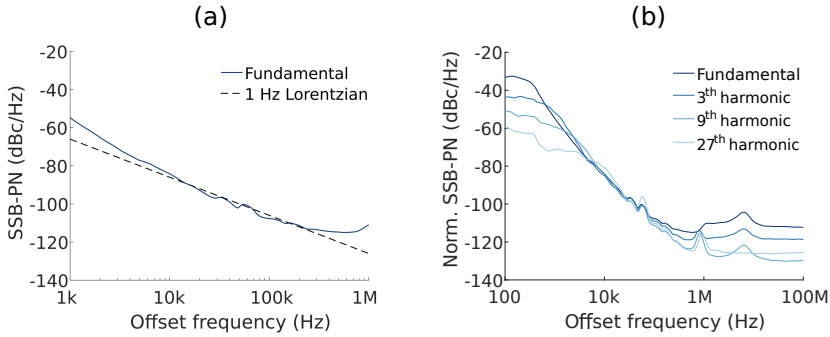 (a)
-20
-40
-60
-80
-100
-120
-140
SSB-PN (dBc/Hz)
Fundamental
1 Hz Lorentzian
1k
10k
100k
1M
Offset frequency (Hz)
(b)
-20
-40
-60
-80
-100
-120
-140
Norm. SSB-PN (dBc/Hz)
Fundamental
3th harmonic
9th harmonic
27th harmonic
100
10k
1M
100M
Offset frequency (Hz)